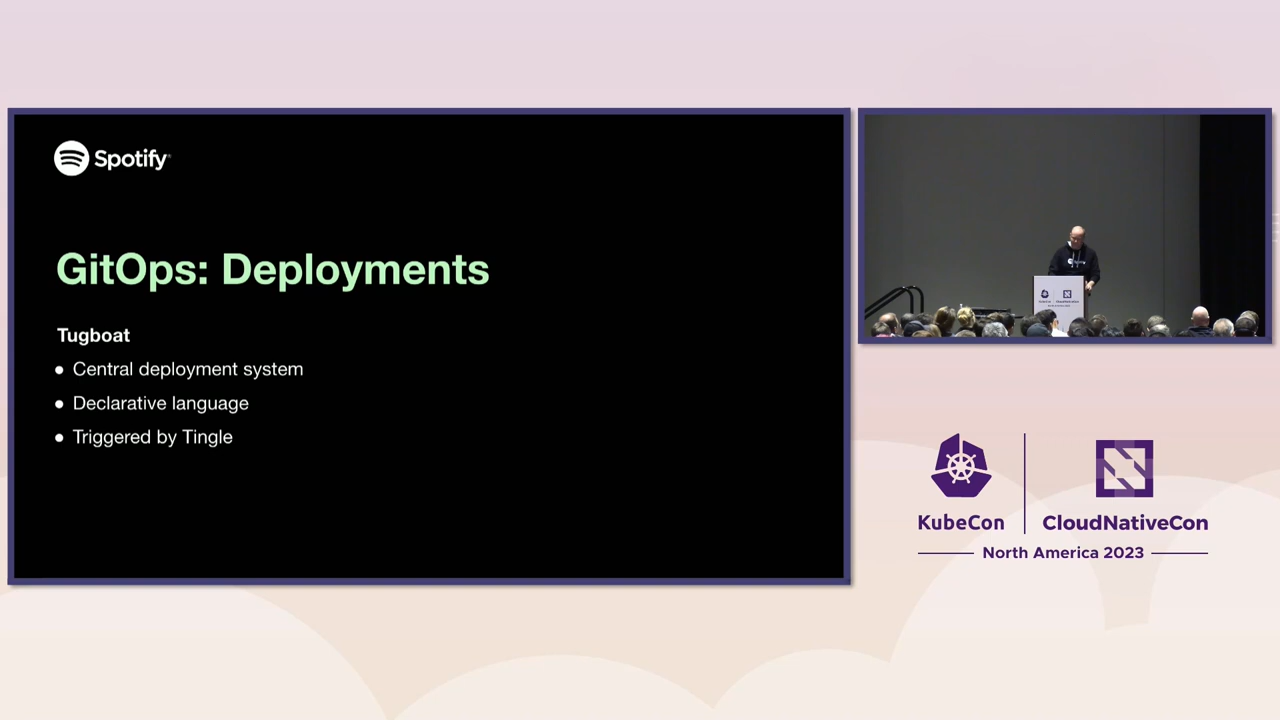 Spotify
GitOps: Deployments
Tugboat
Central deployment system
Declarative language
Triggered by Tingle
KubeCon
CloudNativeCon
North America 2023